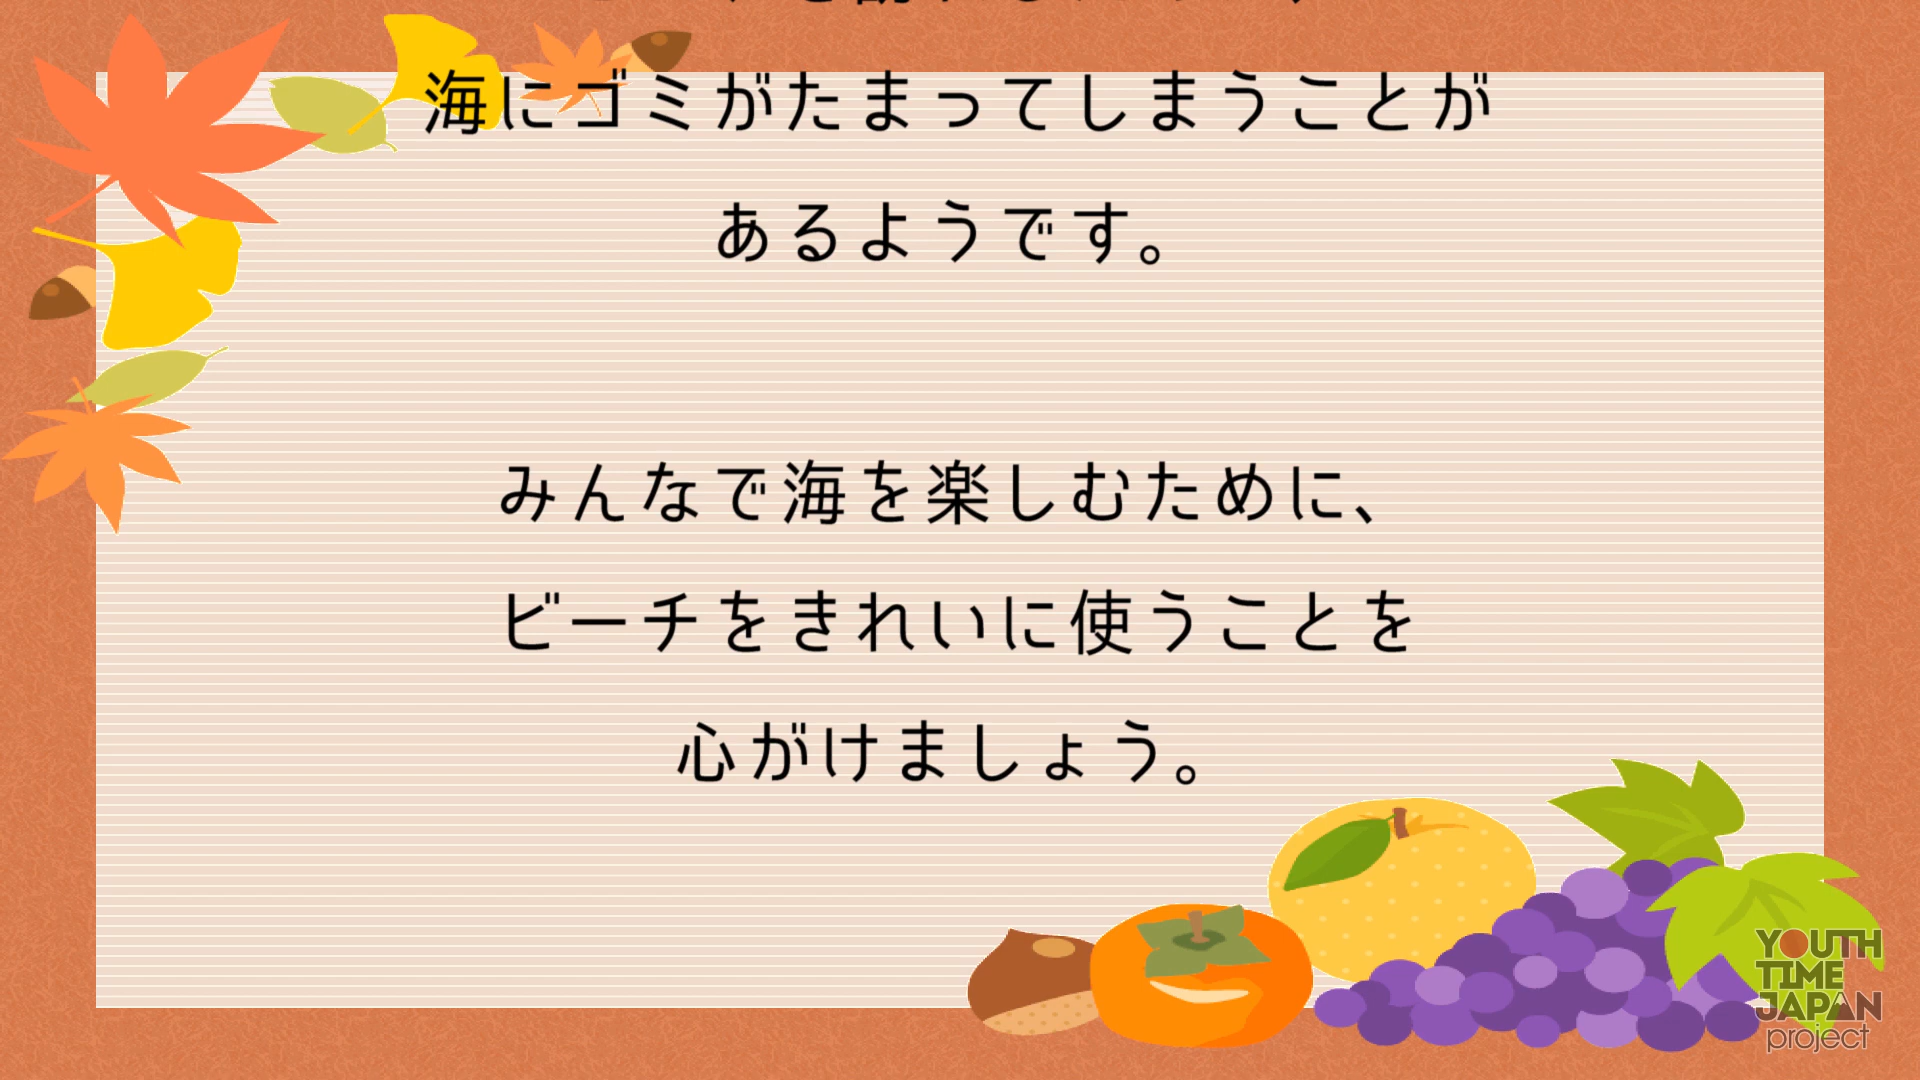 海にゴミがたまってしまうことが
あるようです。
みんなで海を楽しむために、
ビーチをきれいに使うことを
心がけましょう。
YOUTH
TIME
JAPAN
project